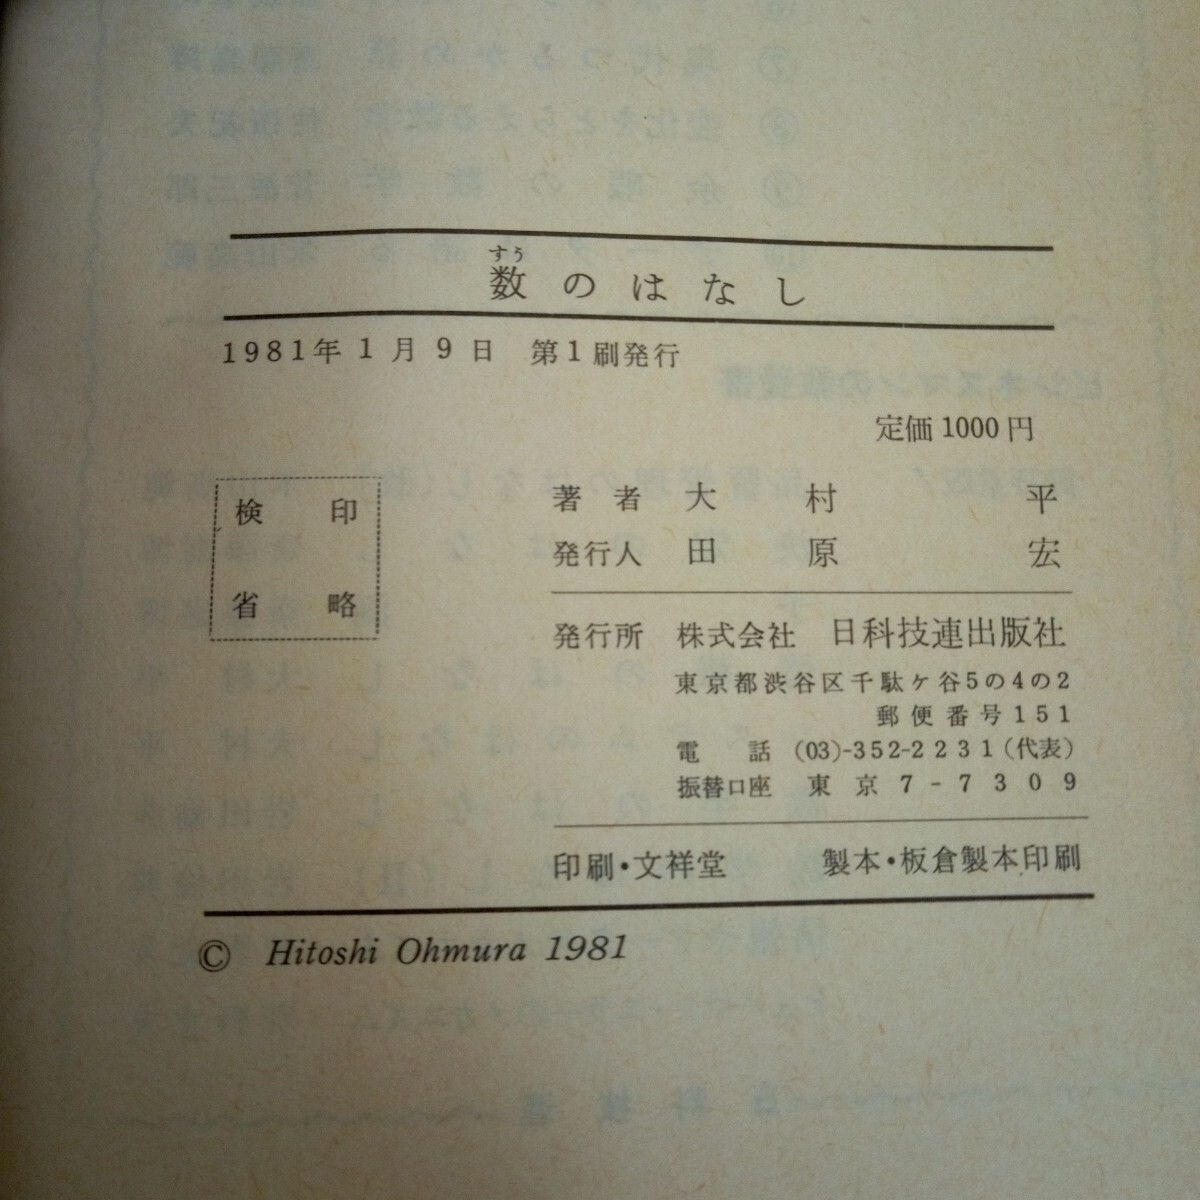 すう
数のはなし
1981年1月9日 第1刷発行
定価1000円
検印
省略
著者 大村平
発行人 田原宏
発行所 株式会社 日科技連出版社
東京都渋谷区千駄ケ谷5の4の2
郵便番号151
電話 (03)-352-2231(代表)
振替口座 東京7-7309
印刷・文祥堂 製本・板倉製本印刷
© Hitoshi Ohmura 1981